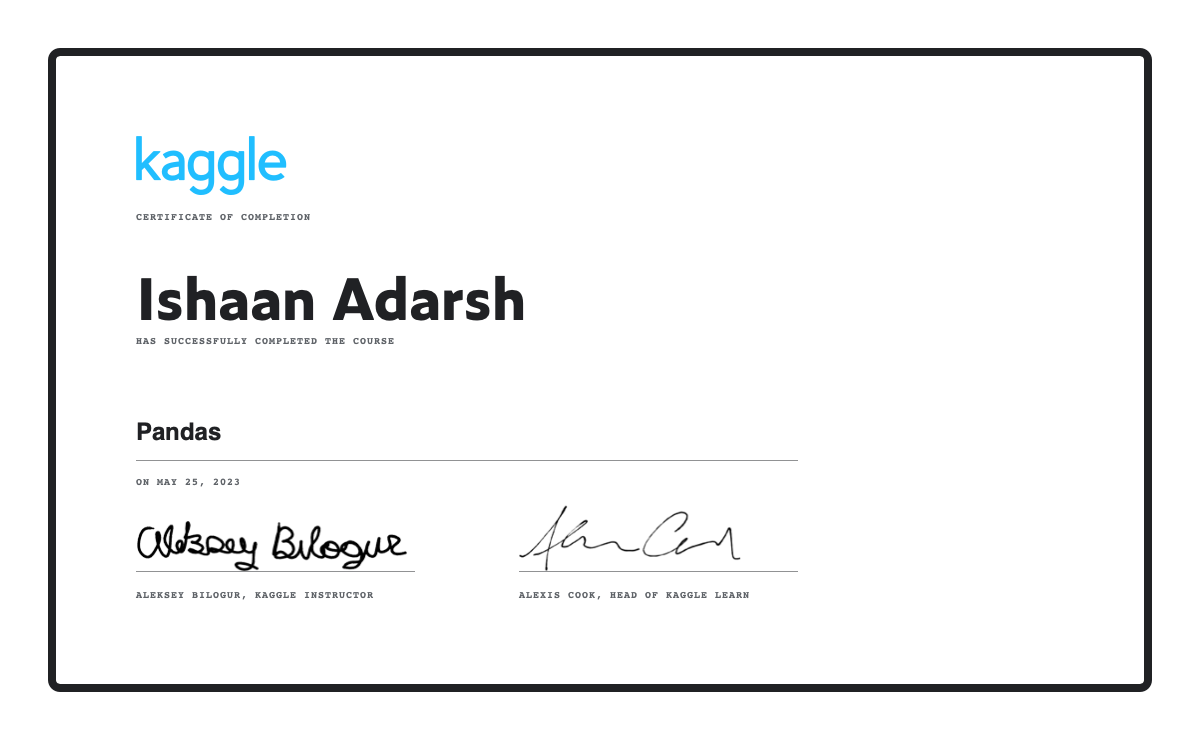 kaggle
CERTIFICATE OF COMPLETION
Ishaan Adarsh
HAS SUCCESSFULLY COMPLETED THE COURSE
Pandas
ON MAY 25, 2023
Aleksey Bilogur
ALEKSEY BILOGUR, KAGGLE INSTRUCTOR
ALEXIS COOK, HEAD OF KAGGLE LEARN